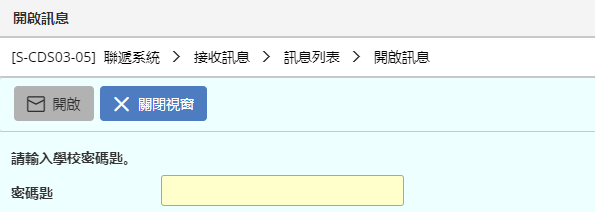 開啟訊息
[S-CDS03-05] 聯遞系統 > 接收訊息 > 訊息列表 > 開啟訊息
開啟 關閉視窗
請輸入學校密碼匙。
密碼匙